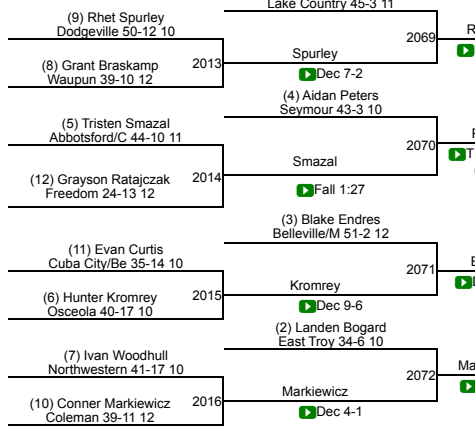 Lake Country 45-3 11
(9) Rhet Spurley
Dodgeville 50-12 10
2069
R
(8) Grant Braskamp
Waupun 39-10 12
2013
Spurley
Dec 7-2
(4) Aidan Peters
Seymour 43-3 10
(5) Tristen Smazal
Abbotsford/C 44-10 11
2070
T
(12) Grayson Ratajczak
Freedom 24-13 12
2014
Smazal
Fall 1:27
(3) Blake Endres
Belleville/M 51-2 12
(11) Evan Curtis
Cuba City/Be 35-14 10
2071
(6) Hunter Kromrey
Osceola 40-17 10
2015
Kromrey
Dec 9-6
(2) Landen Bogard
East Troy 34-6 10
(7) Ivan Woodhull
Northwestern 41-17 10
2072
Ma
(10) Conner Markiewicz
Coleman 39-11 12
2016
Markiewicz
Dec 4-1